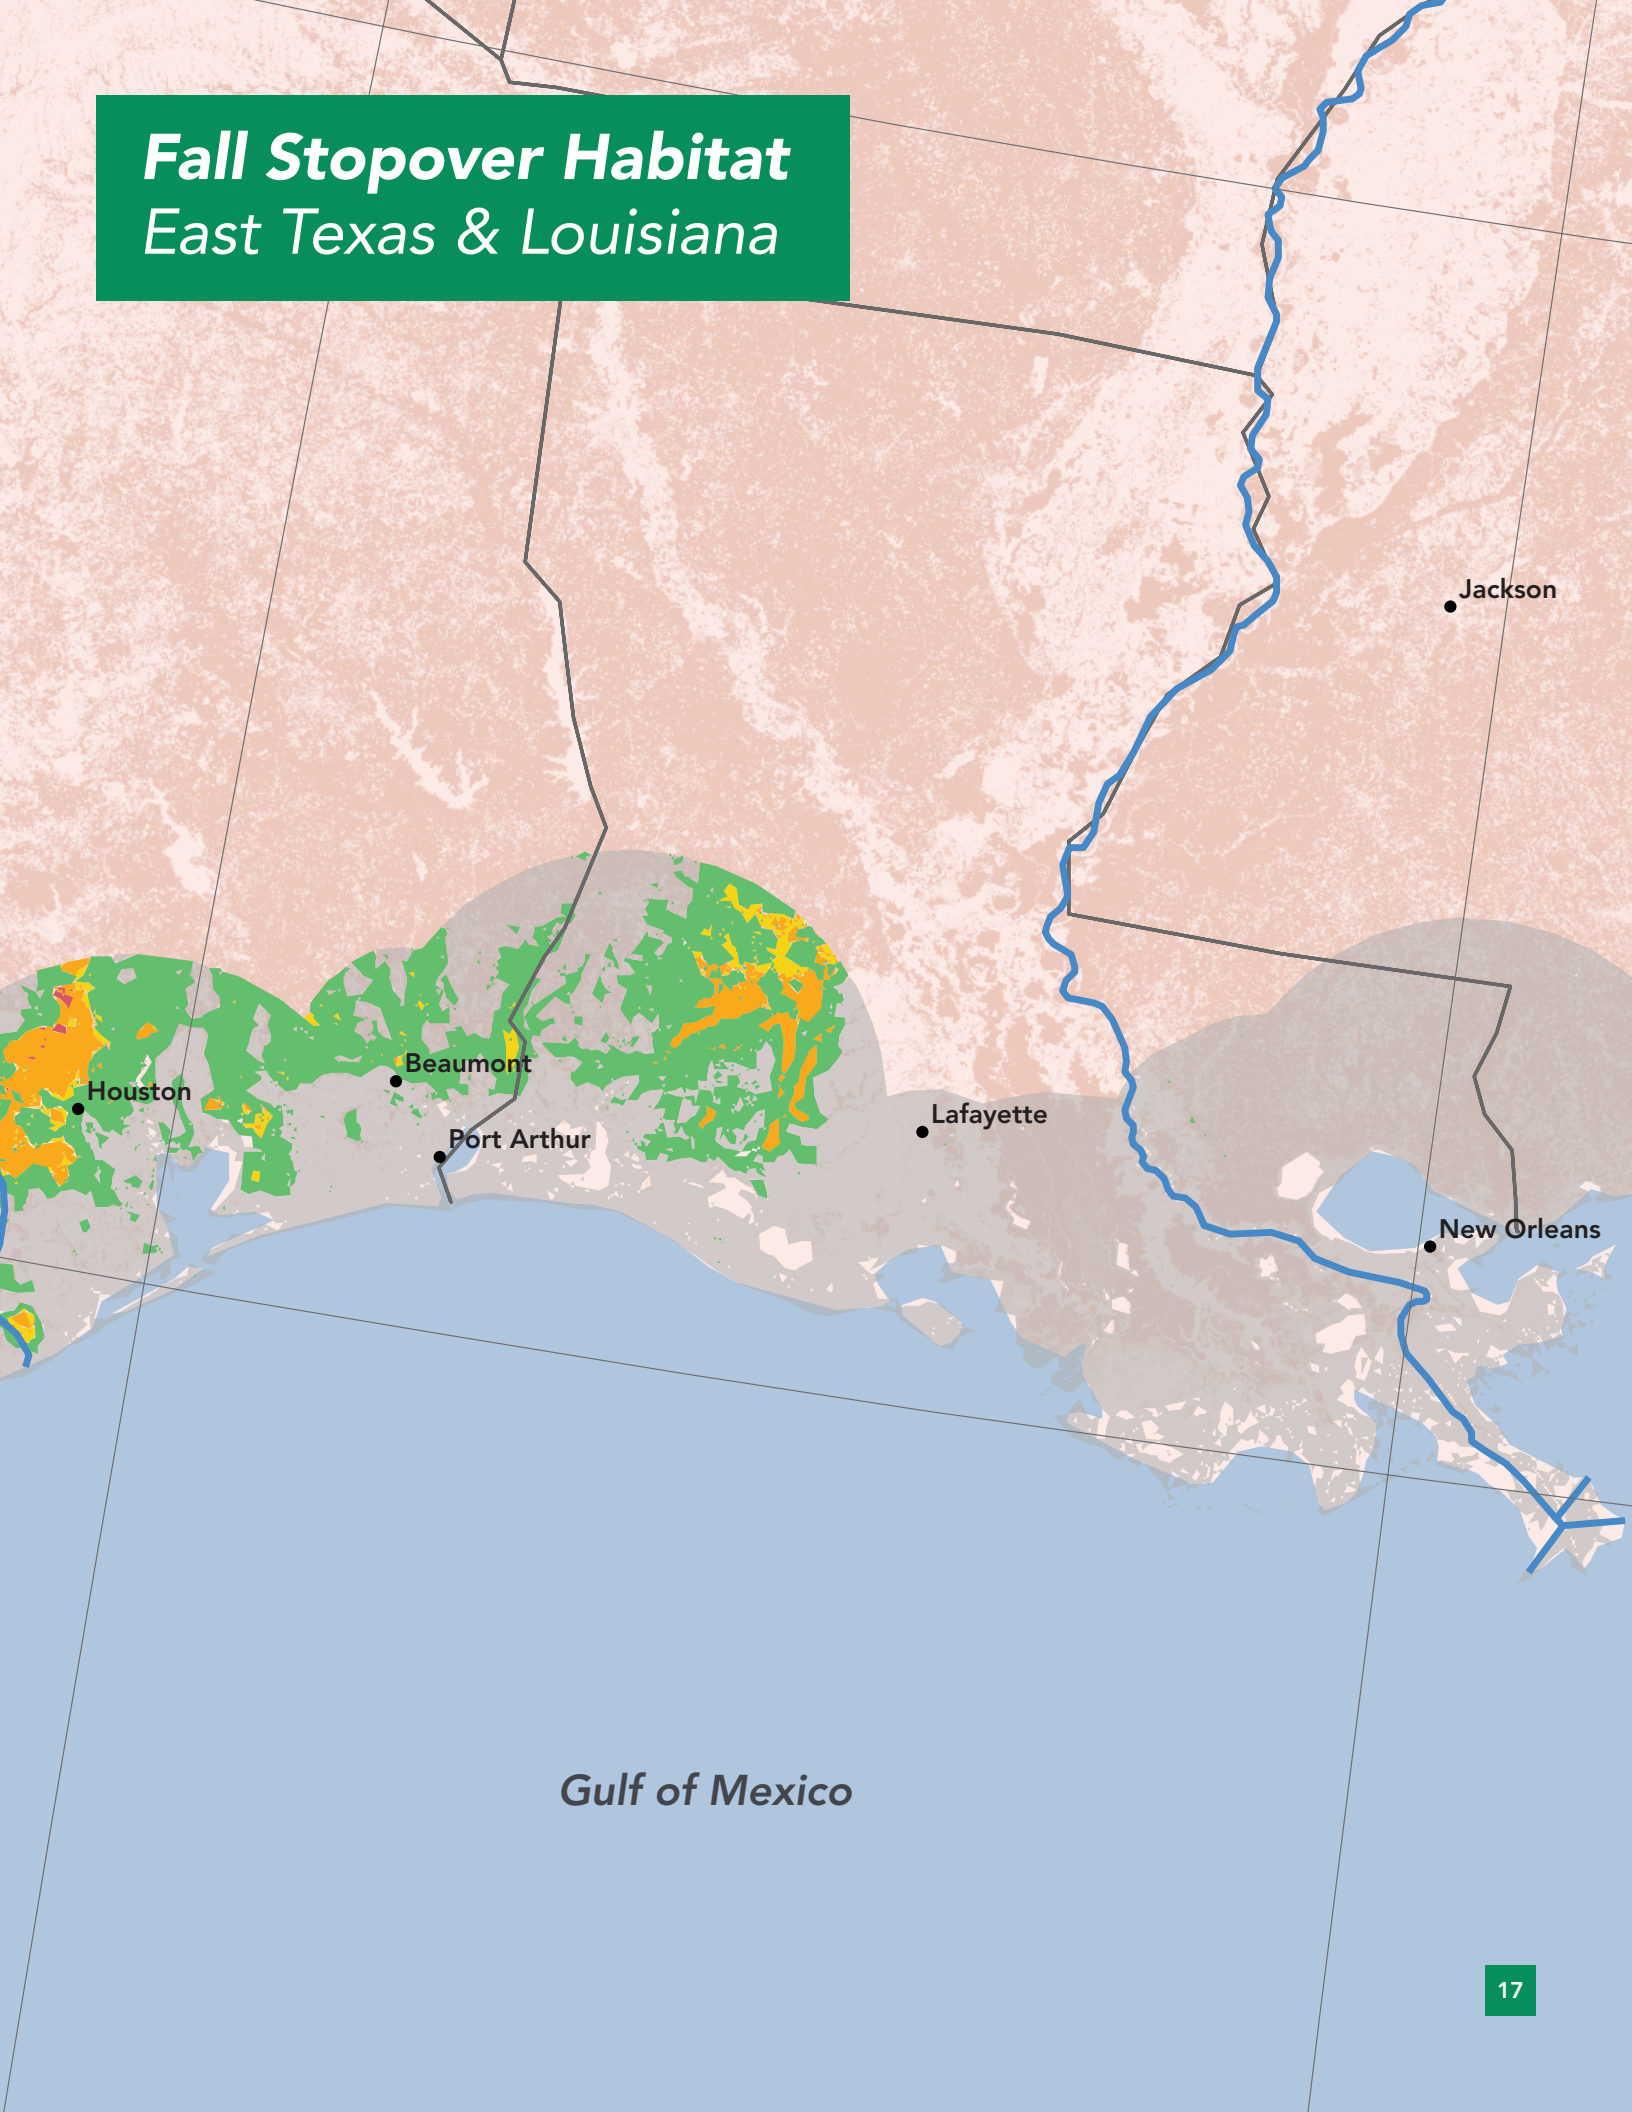 Fall Stopover Habitat
East Texas & Louisiana
Jackson
Beaumont
Houston
Lafayette
Port Arthur
New Orleans
Gulf of Mexico
17